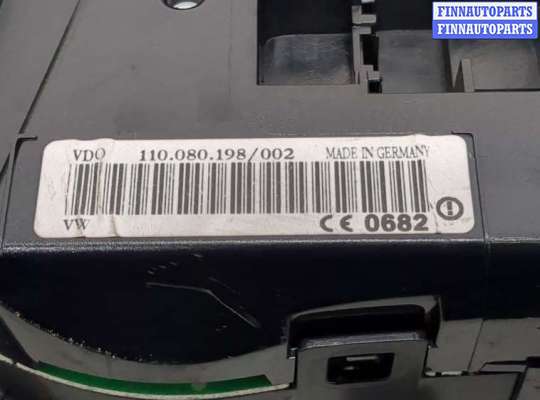 FINNAUTOPARTS
FINNAUTOPARTS
VDO 110.080.198/002 MADE IN GERMANY
VW CE 0682